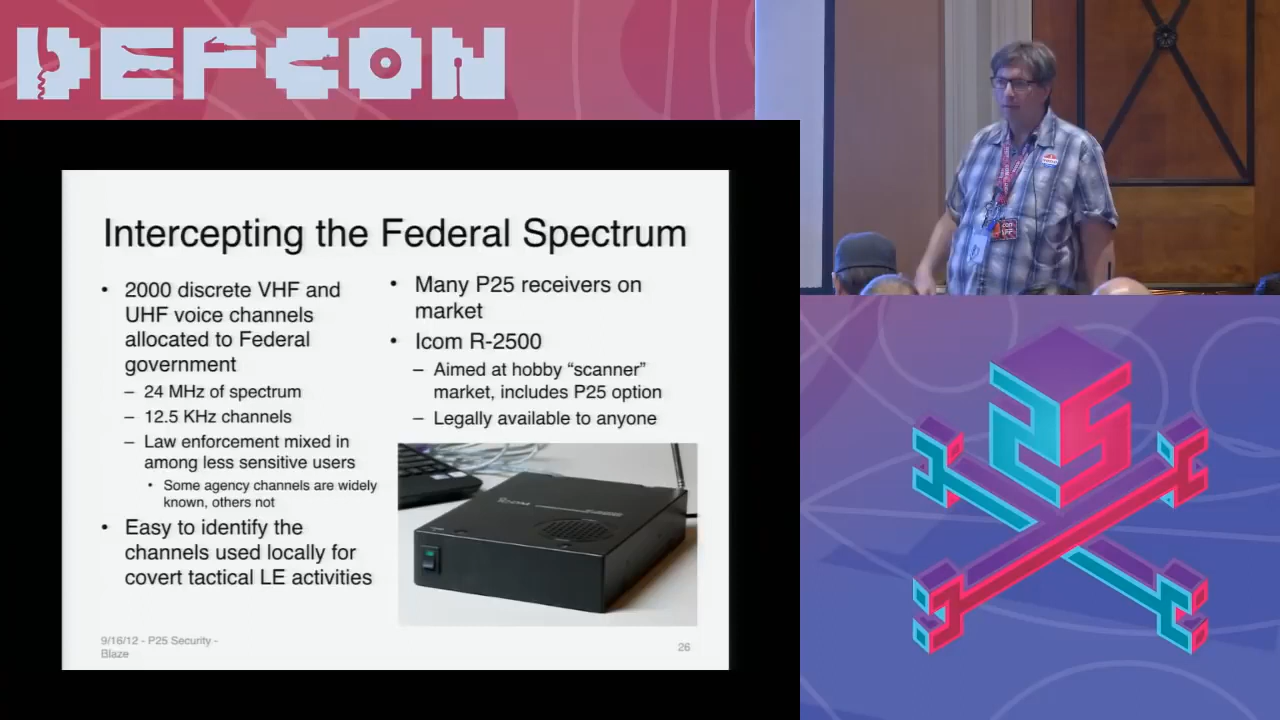 DEFCON
Intercepting the Federal Spectrum
• 2000 discrete VHF and
UHF voice channels
allocated to Federal
government
– 24 MHz of spectrum
– 12.5 KHz channels
– Law enforcement mixed in
among less sensitive users
• Some agency channels are widely
known, others not
• Easy to identify the
channels used locally for
covert tactical LE activities
• Many P25 receivers on
market
• Icom R-2500
– Aimed at hobby “scanner”
market, includes P25 option
– Legally available to anyone
9/16/12 - P25 Security -
Blaze
26
25